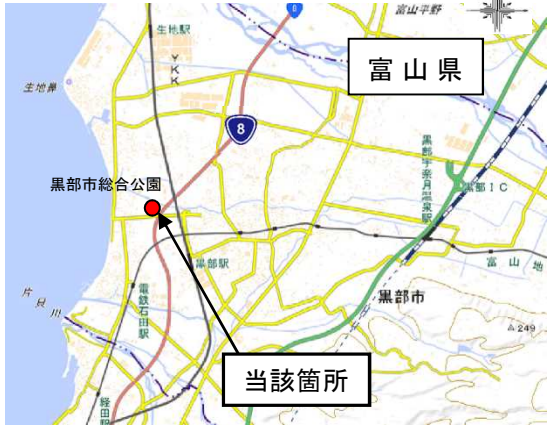 富山平野
生地駅
YKK
富山県
生地鼻
8
黒部宇奈月温泉駅
黒部IC
黒部市総合公園
黒部駅
富山地
電鉄石田駅
黒部市
片貝川
249
当該箇所
経田駅